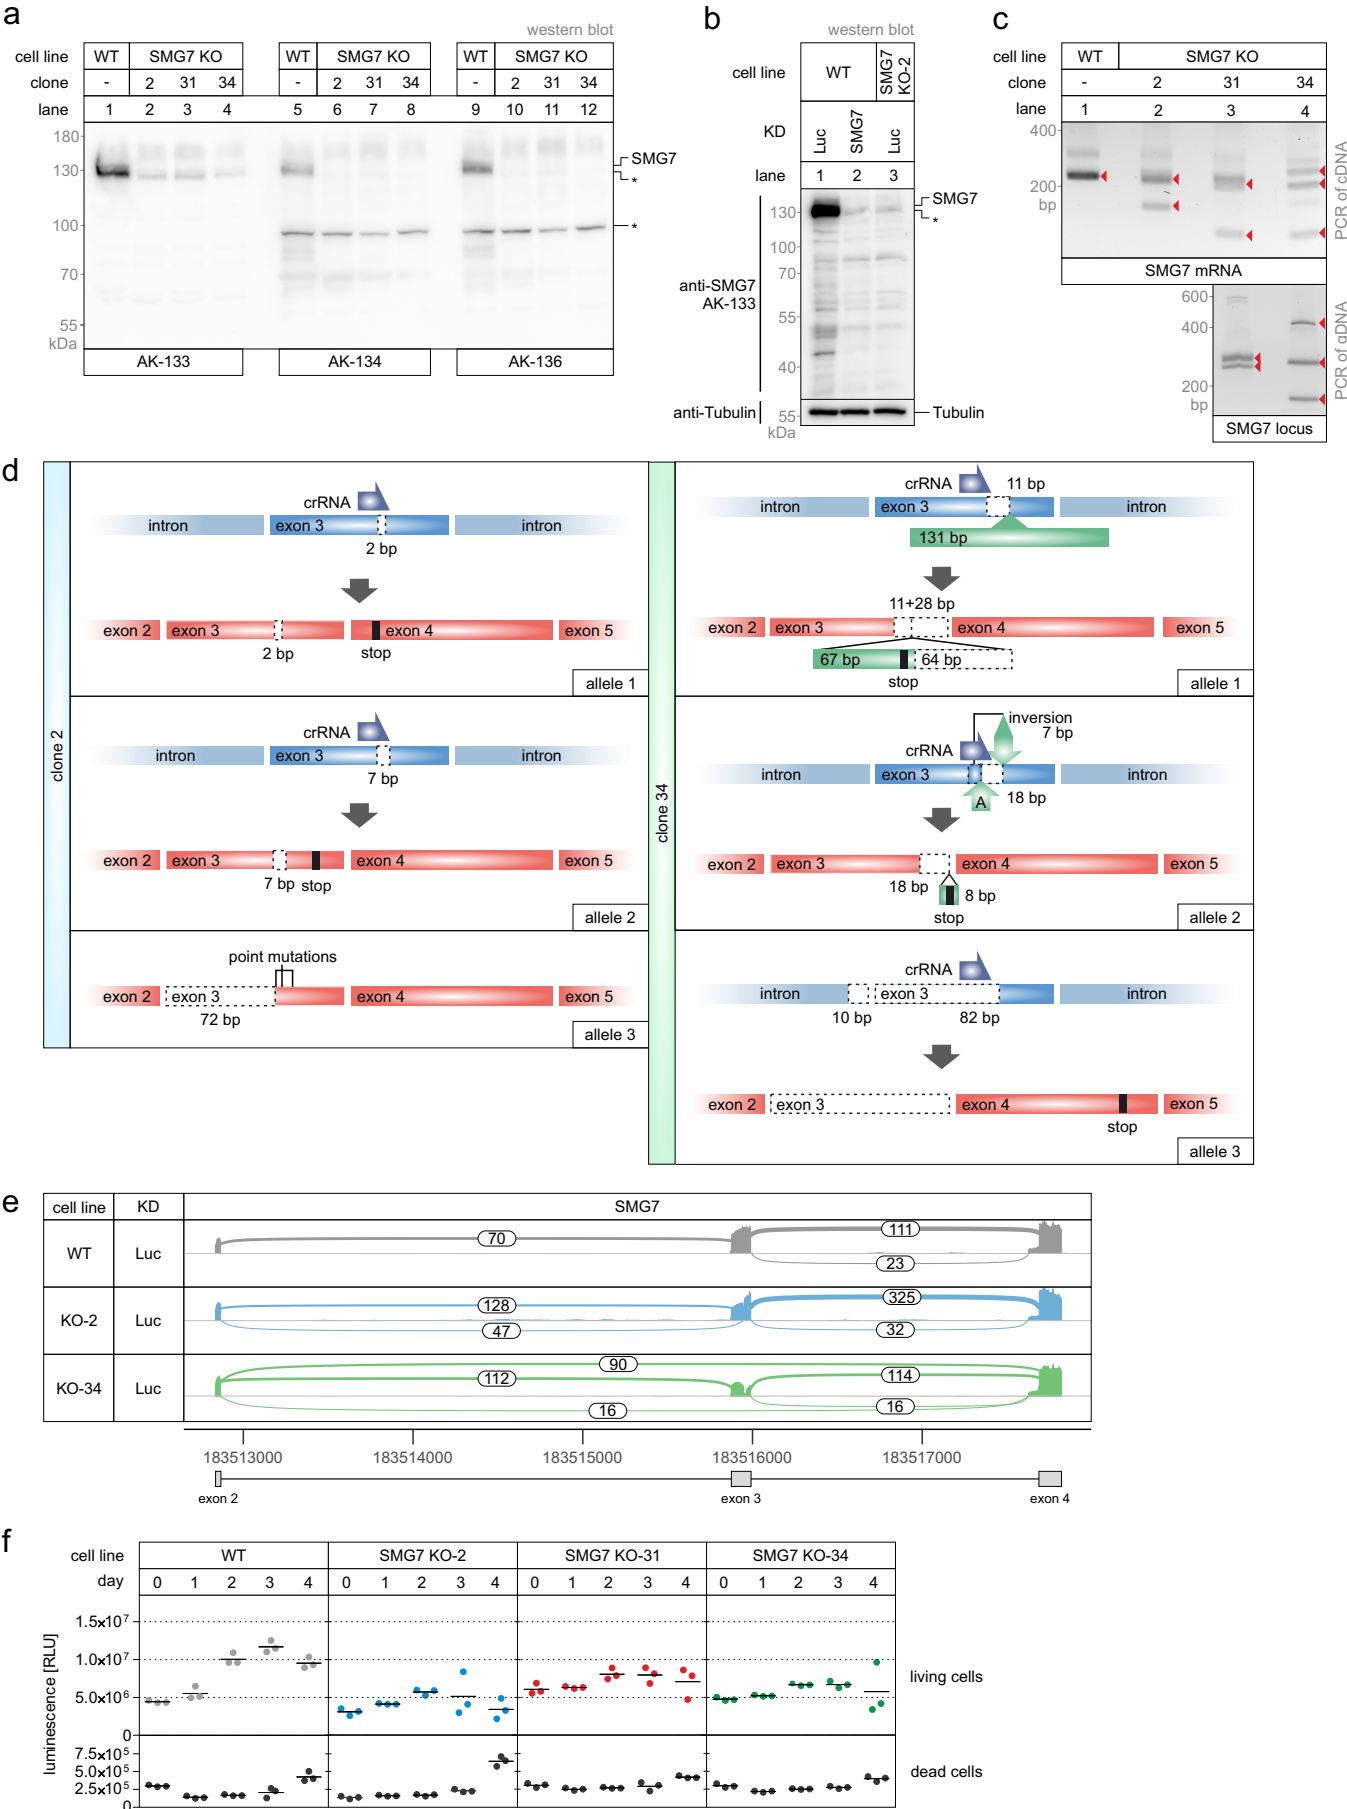 a
western blot
cell line WT SMG7 KO WT SMG7 KO WT SMG7 KO
clone - 2 31 34 - 2 31 34 - 2 31 34
lane 1 2 3 4 5 6 7 8 9 10 11 12
180
130
100
70
55
kDa
SMG7
*
*
AK-133 AK-134 AK-136
b
western blot
cell line WT SMG7 KO-2
KD Luc SMG7 Luc
lane 1 2 3
anti-SMG7
AK-133
130
100
70
55
40
SMG7
*
anti-Tubulin 55 Tubulin
kDa
c
cell line WT SMG7 KO
clone - 2 31 34
lane 1 2 3 4
400
200
bp
PCR of cDNA
SMG7 mRNA
600
400
200
bp
PCR of gDNA
SMG7 locus
d
clone 2
crRNA
intron exon 3 intron
2 bp
exon 2 exon 3 exon 4 exon 5
2 bp stop
allele 1
crRNA
intron exon 3 intron
7 bp
exon 2 exon 3 exon 4 exon 5
7 bp stop
allele 2
point mutations
exon 2 exon 3 exon 4 exon 5
72 bp
allele 3
clone 34
crRNA 11 bp
intron exon 3 intron
131 bp
11+28 bp
exon 2 exon 3 exon 4 exon 5
67 bp 64 bp
stop
allele 1
inversion
7 bp
crRNA
intron exon 3 intron
A 18 bp
exon 2 exon 3 exon 4 exon 5
18 bp 8 bp
stop
allele 2
crRNA
intron exon 3 intron
10 bp 82 bp
exon 2 exon 3 exon 4 exon 5
stop
allele 3
e
cell line KD SMG7
WT Luc 70 111 23
KO-2 Luc 128 47 325 32
KO-34 Luc 90 112 114 16 16
183513000 183514000 183515000 183516000 183517000
exon 2 exon 3 exon 4
f
cell line WT SMG7 KO-2 SMG7 KO-31 SMG7 KO-34
day 0 1 2 3 4 0 1 2 3 4 0 1 2 3 4 0 1 2 3 4
luminescence [RLU]
1.5×10⁷
1.0×10⁷
5.0×10⁶
0
living cells
7.5×10⁵
5.0×10⁵
2.5×10⁵
0
dead cells